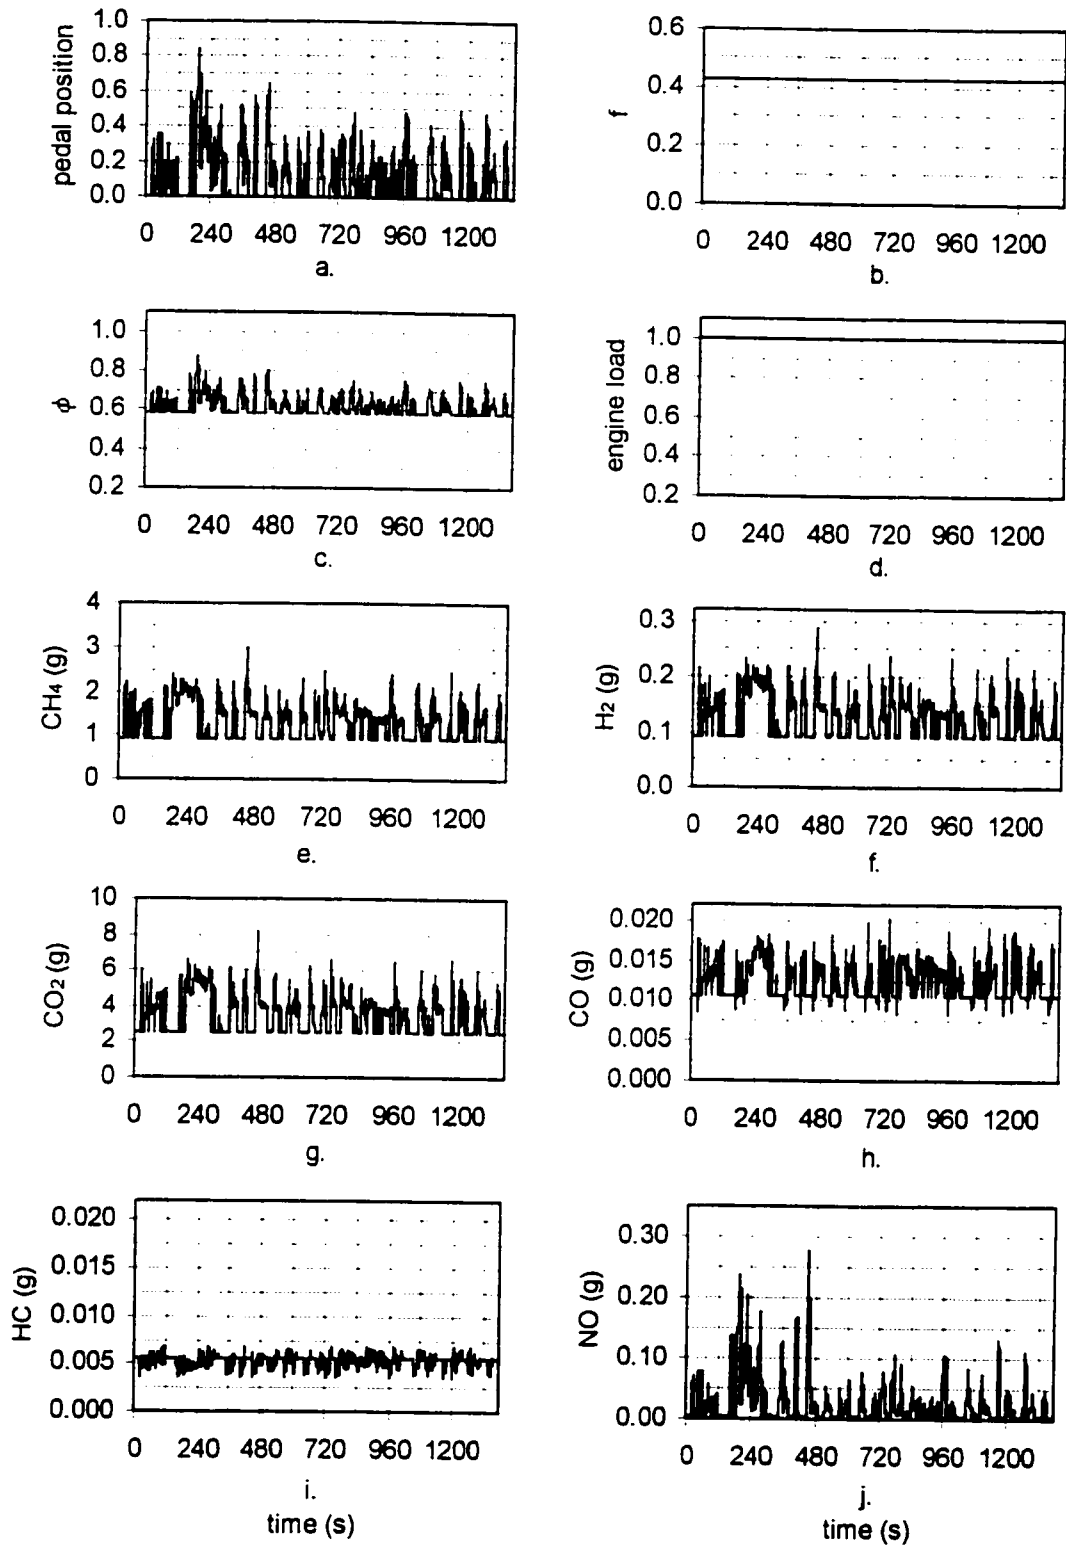 pedal position
1.0
0.8
0.6
0.4
0.2
0.0
0 240 480 720 960 1200
a.
f
0.6
0.4
0.2
0.0
0 240 480 720 960 1200
b.
ϕ
1.0
0.8
0.6
0.4
0.2
0 240 480 720 960 1200
c.
engine load
1.0
0.8
0.6
0.4
0.2
0 240 480 720 960 1200
d.
CH4 (g)
4
3
2
1
0
0 240 480 720 960 1200
e.
H2 (g)
0.3
0.2
0.1
0.0
0 240 480 720 960 1200
f.
CO2 (g)
10
8
6
4
2
0
0 240 480 720 960 1200
g.
CO (g)
0.020
0.015
0.010
0.005
0.000
0 240 480 720 960 1200
h.
HC (g)
0.020
0.015
0.010
0.005
0.000
0 240 480 720 960 1200
i.
time (s)
NO (g)
0.30
0.20
0.10
0.00
0 240 480 720 960 1200
j.
time (s)